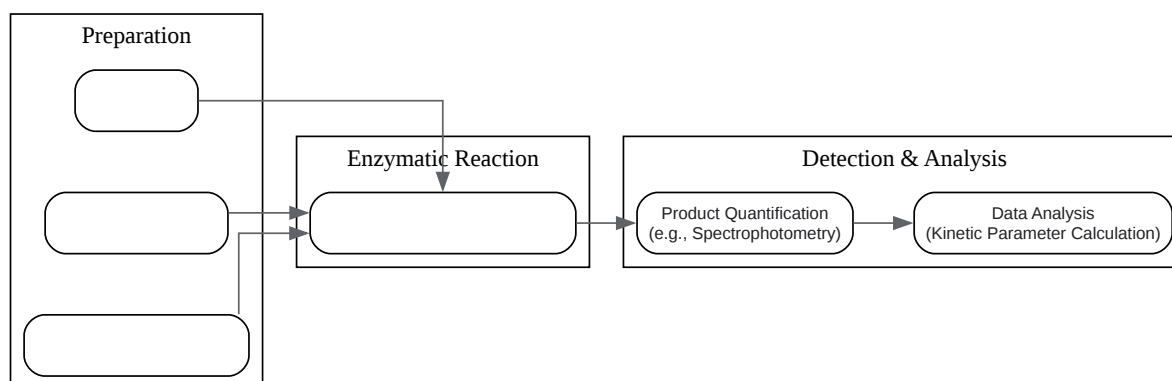 Preparation
Enzymatic Reaction
Detection & Analysis
Product Quantification
(e.g., Spectrophotometry)
Data Analysis
(Kinetic Parameter Calculation)